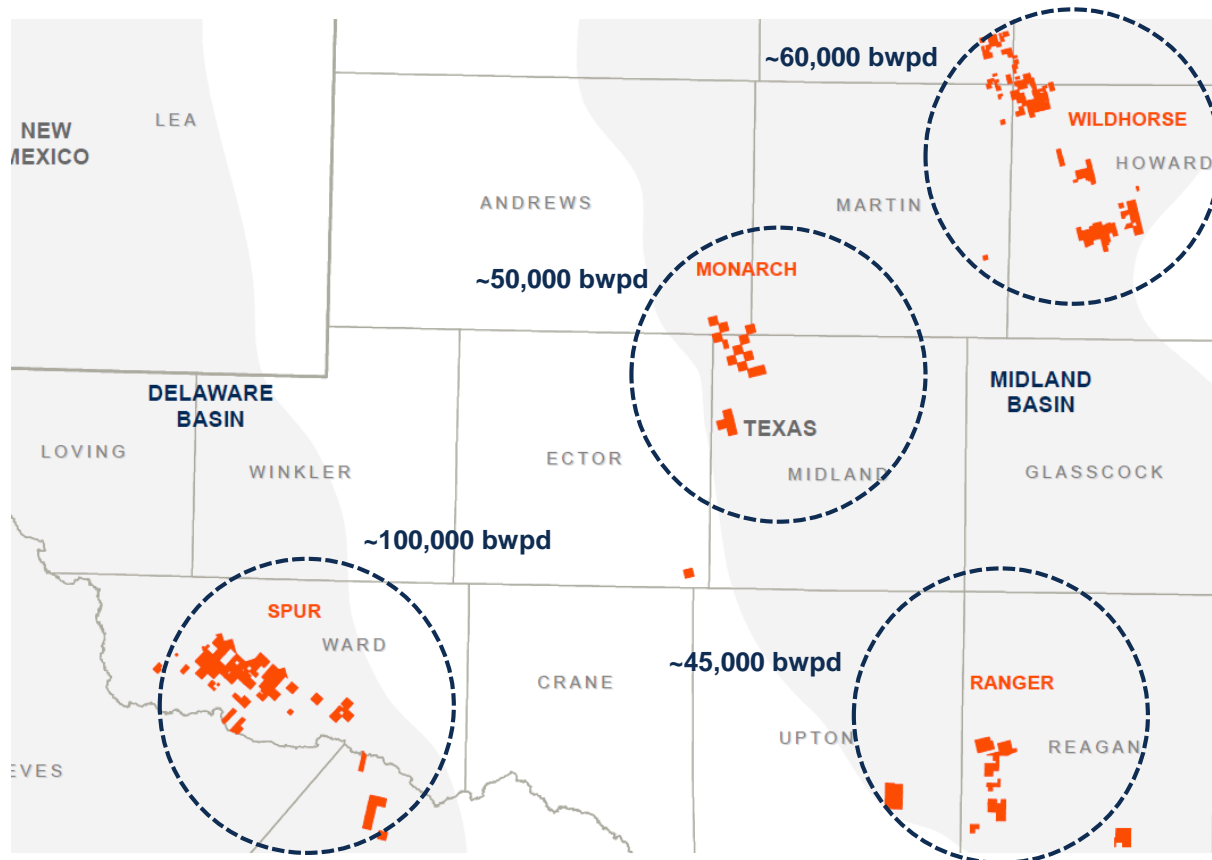 ~60,000 bwpd
LEA
WILDHORSE
NEW
MEXICO
HOWARD
ANDREWS
MARTIN
MONARCH
~50,000 bwpd
DELAWARE
BASIN
MIDLAND
BASIN
TEXAS
LOVING
ECTOR
WINKLER
MIDLAND
GLASSCOCK
~100,000 bwpd
SPUR
WARD
~45,000 bwpd
CRANE
RANGER
UPTON
REAGAN
EVES